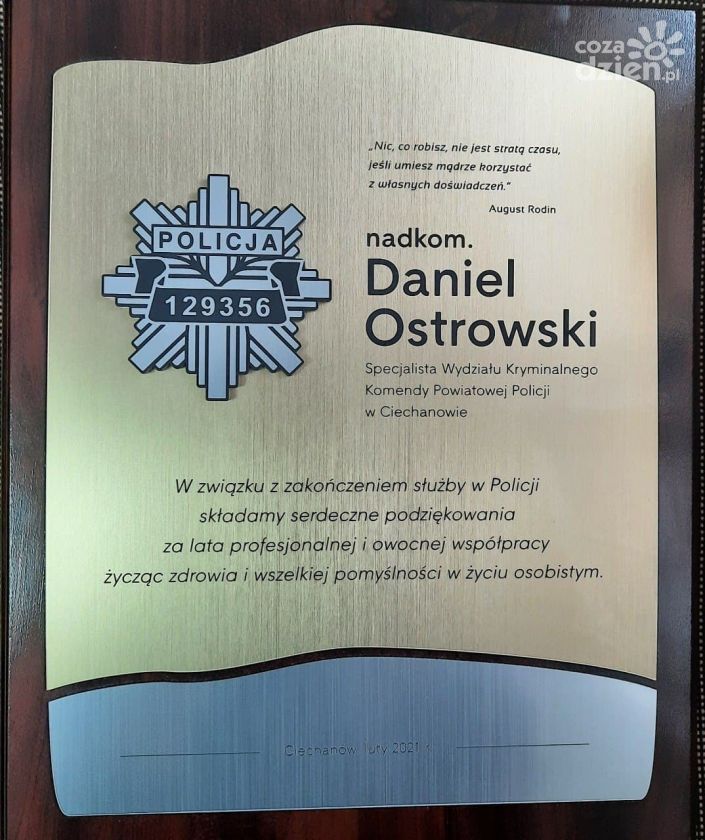 coza
dzien.pl
„Nic, co robisz, nie jest stratą czasu,
jeśli umiesz mądrze korzystać
z własnych doświadczeń.”
August Rodin
POLICJA
129356
nadkom.
Daniel
Ostrowski
Specjalista Wydziału Kryminalnego
Komendy Powiatowej Policji
w Ciechanowie
W związku z zakończeniem służby w Policji
składamy serdeczne podziękowania
za lata profesjonalnej i owocnej współpracy
życząc zdrowia i wszelkiej pomyślności w życiu osobistym.
Ciechanów luty 2021 r.